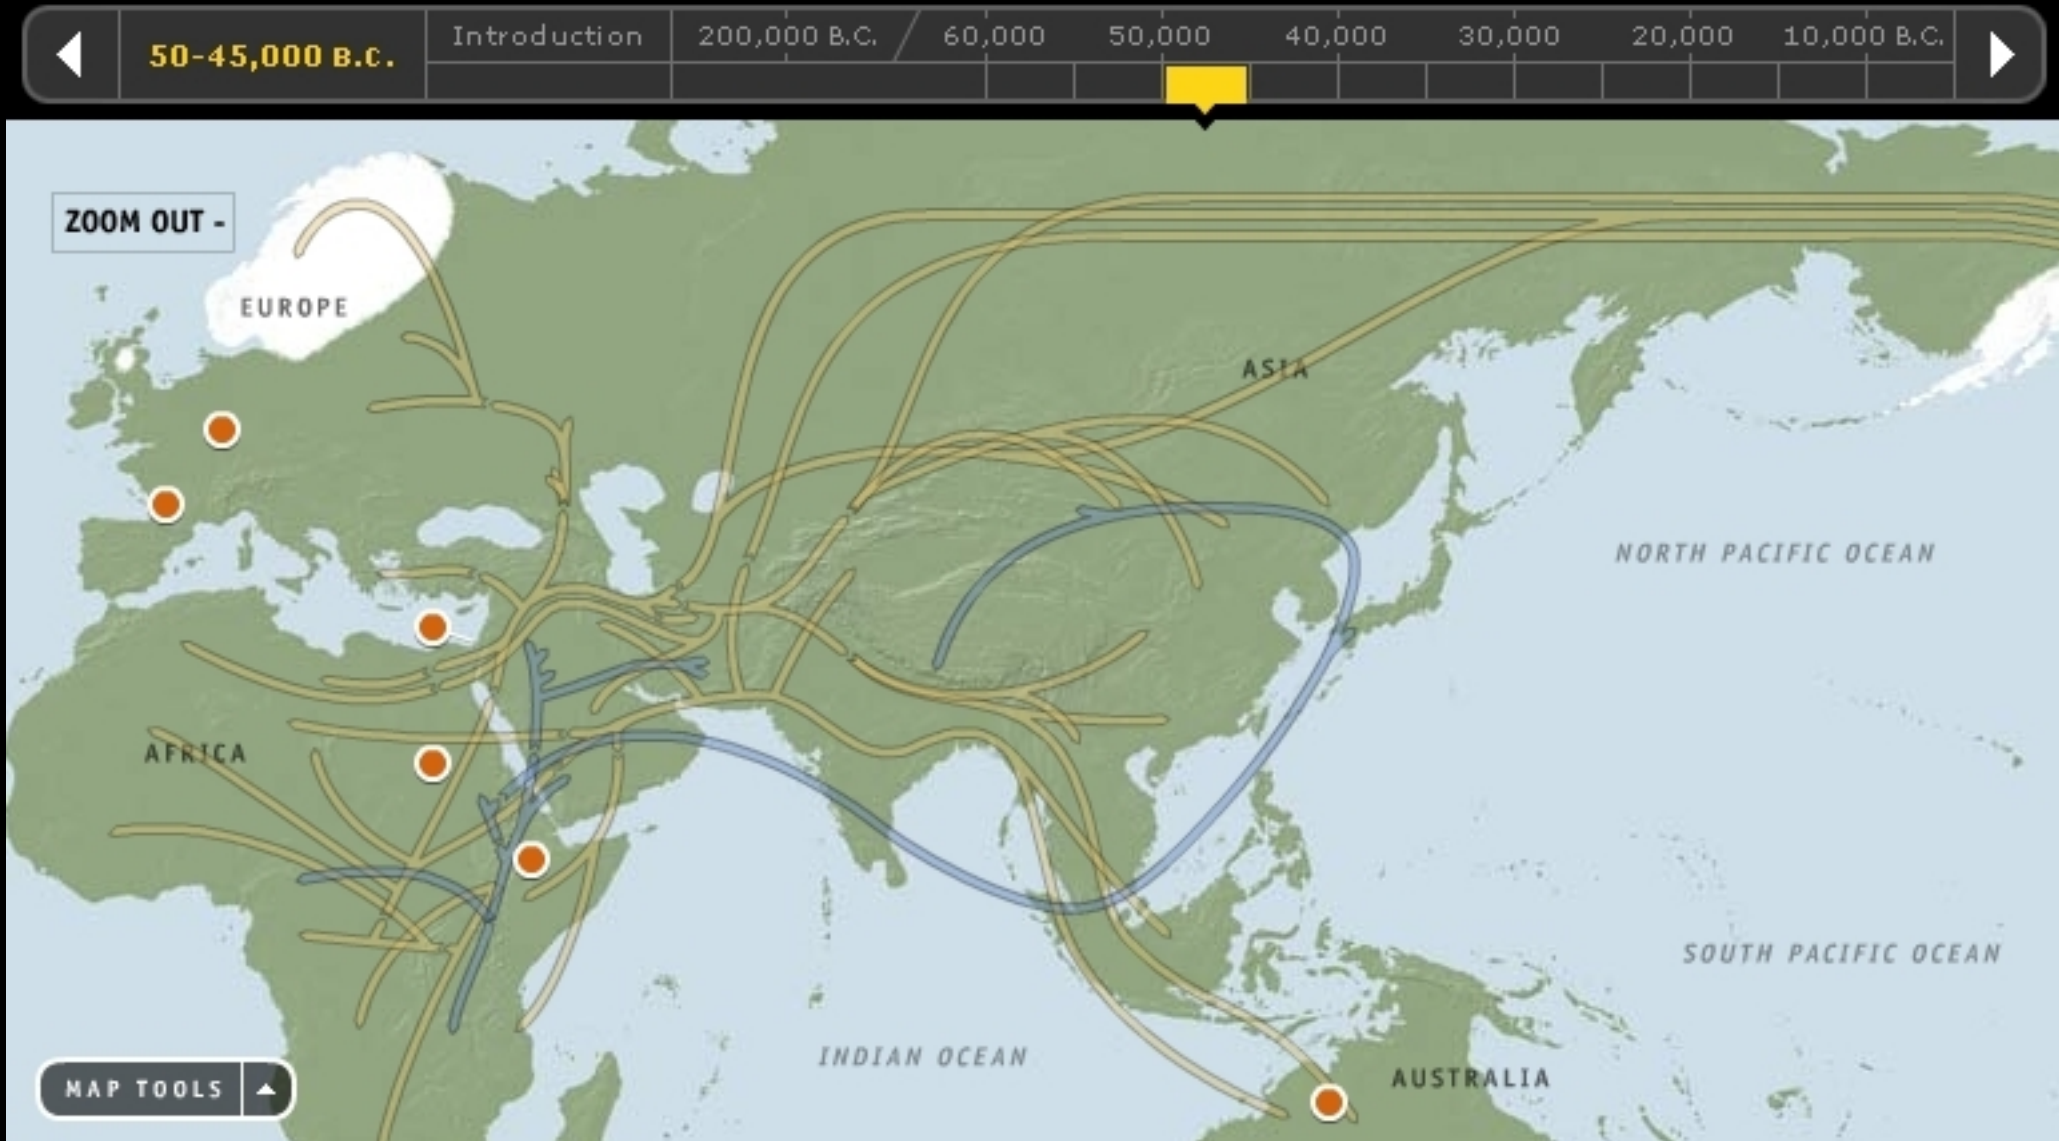 50-45,000 B.C.
Introduction
200,000 B.C.
60,000
50,000
40,000
30,000
20,000
10,000 B.C.
ZOOM OUT -
EUROPE
ASIA
NORTH PACIFIC OCEAN
AFRICA
SOUTH PACIFIC OCEAN
INDIAN OCEAN
AUSTRALIA
MAP TOOLS